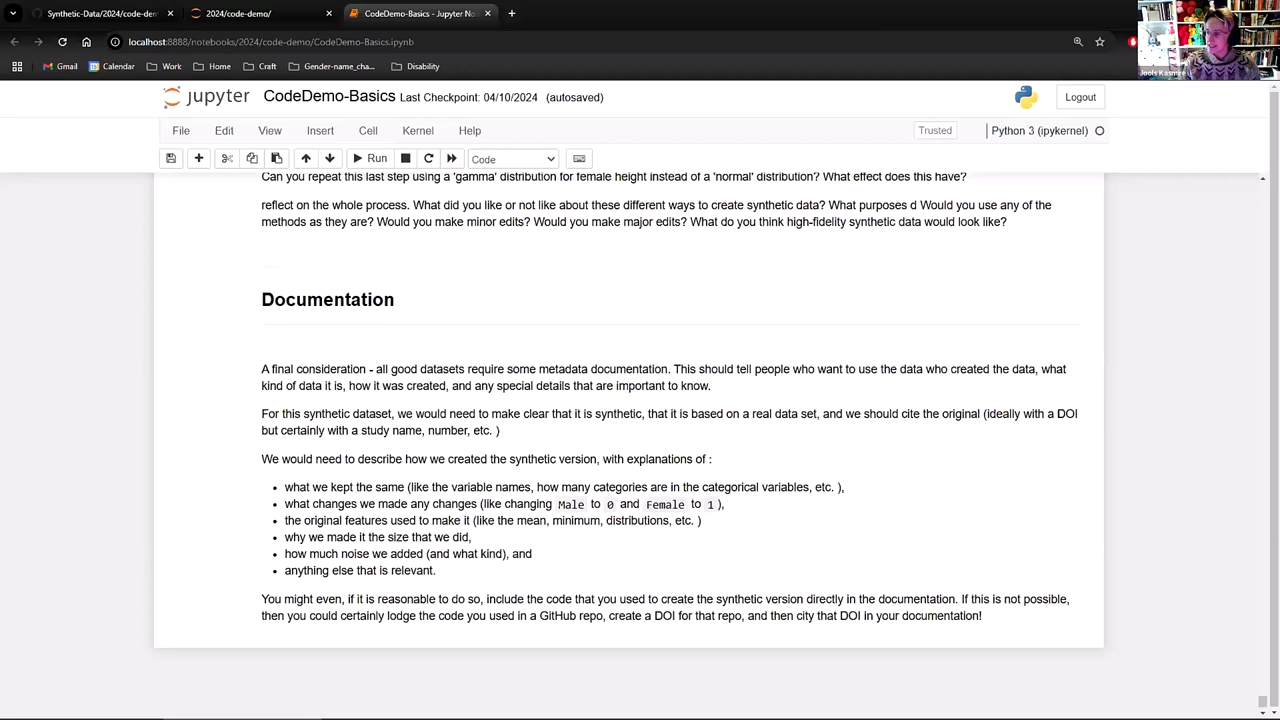 Synthetic-Data/2024/code-den
2024/code-demo/
CodeDemo-Basics - Jupyter No
localhost:8888/notebooks/2024/code-demo/CodeDemo-Basics.ipynb
Gmail
Calendar
Work
Home
Craft
Gender-name_cha...
Disability
Jools Kasmire
jupyter CodeDemo-Basics Last Checkpoint: 04/10/2024 (autosaved)
Logout
File Edit View Insert Cell Kernel Help
Trusted
Python 3 (ipykernel)
Run
Code
Can you repeat this last step using a 'gamma' distribution for female height instead of a 'normal' distribution? What effect does this have?
reflect on the whole process. What did you like or not like about these different ways to create synthetic data? What purposes d Would you use any of the
methods as they are? Would you make minor edits? Would you make major edits? What do you think high-fidelity synthetic data would look like?
Documentation
A final consideration - all good datasets require some metadata documentation. This should tell people who want to use the data who created the data, what
kind of data it is, how it was created, and any special details that are important to know.
For this synthetic dataset, we would need to make clear that it is synthetic, that it is based on a real data set, and we should cite the original (ideally with a DOI
but certainly with a study name, number, etc. )
We would need to describe how we created the synthetic version, with explanations of :
• what we kept the same (like the variable names, how many categories are in the categorical variables, etc. ),
• what changes we made any changes (like changing Male to 0 and Female to 1 ),
• the original features used to make it (like the mean, minimum, distributions, etc. )
• why we made it the size that we did,
• how much noise we added (and what kind), and
• anything else that is relevant.
You might even, if it is reasonable to do so, include the code that you used to create the synthetic version directly in the documentation. If this is not possible,
then you could certainly lodge the code you used in a GitHub repo, create a DOI for that repo, and then city that DOI in your documentation!